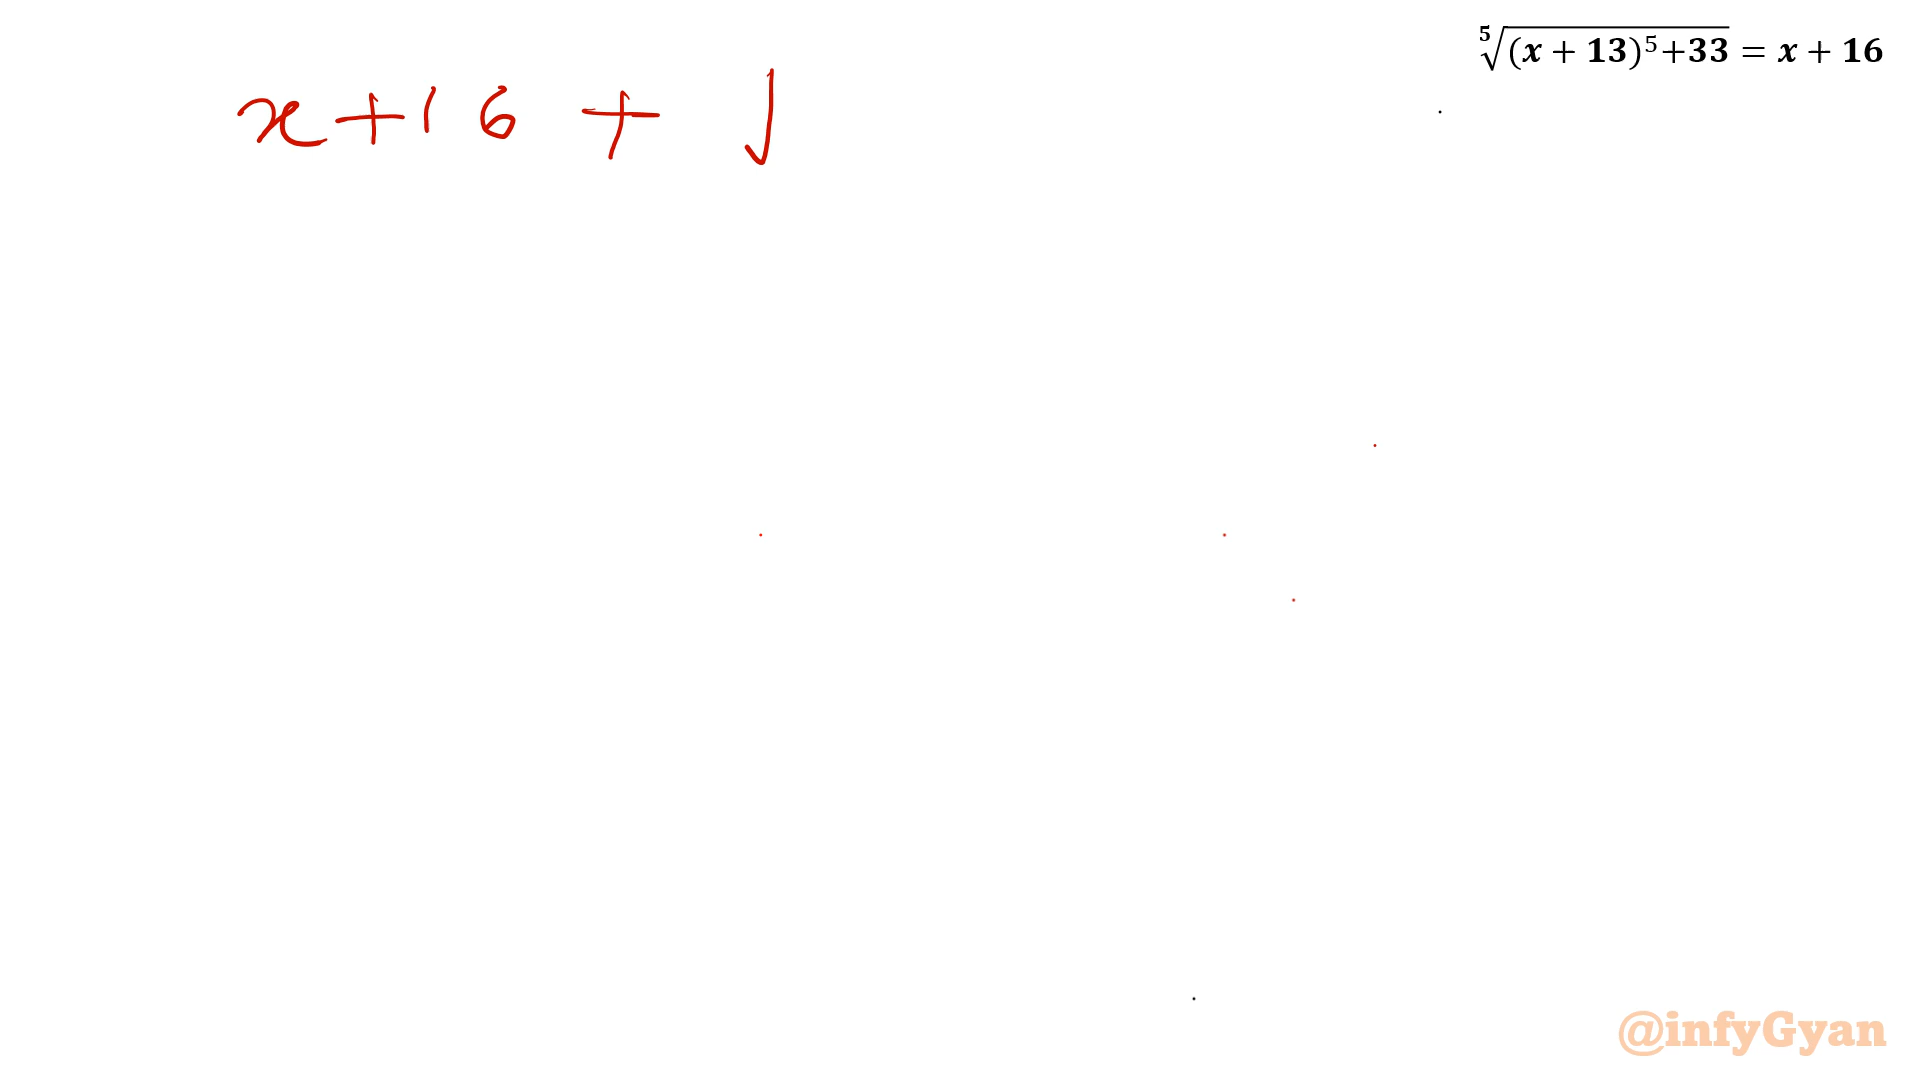 ⁵√((x + 13)⁵+33) = x + 16
x+16 +
@infyGyan